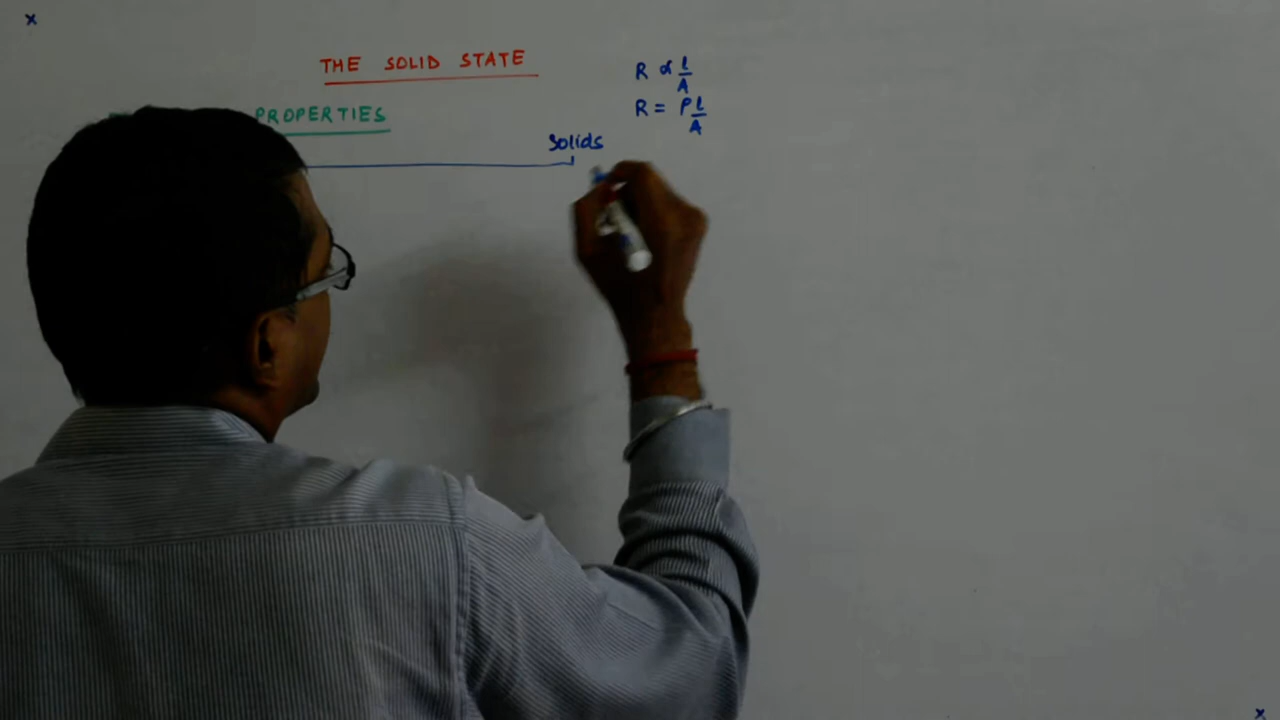 x
THE SOLID STATE
R ∝ l/A
PROPERTIES
R = ρ l/A
Solids
x